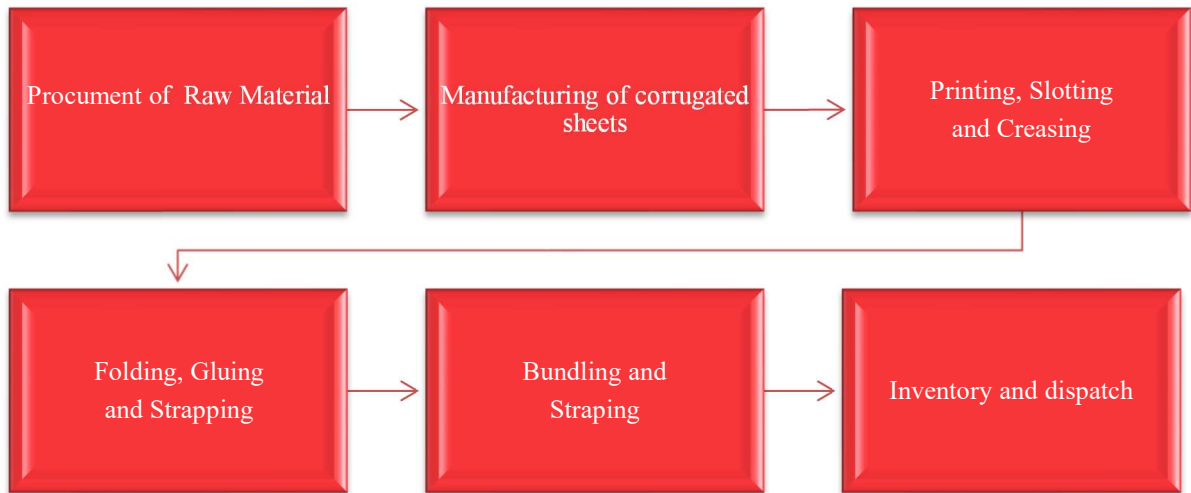 Procument of Raw Material
Manufacturing of corrugated
sheets
Printing, Slotting
and Creasing
Folding, Gluing
and Strapping
Bundling and
Straping
Inventory and dispatch